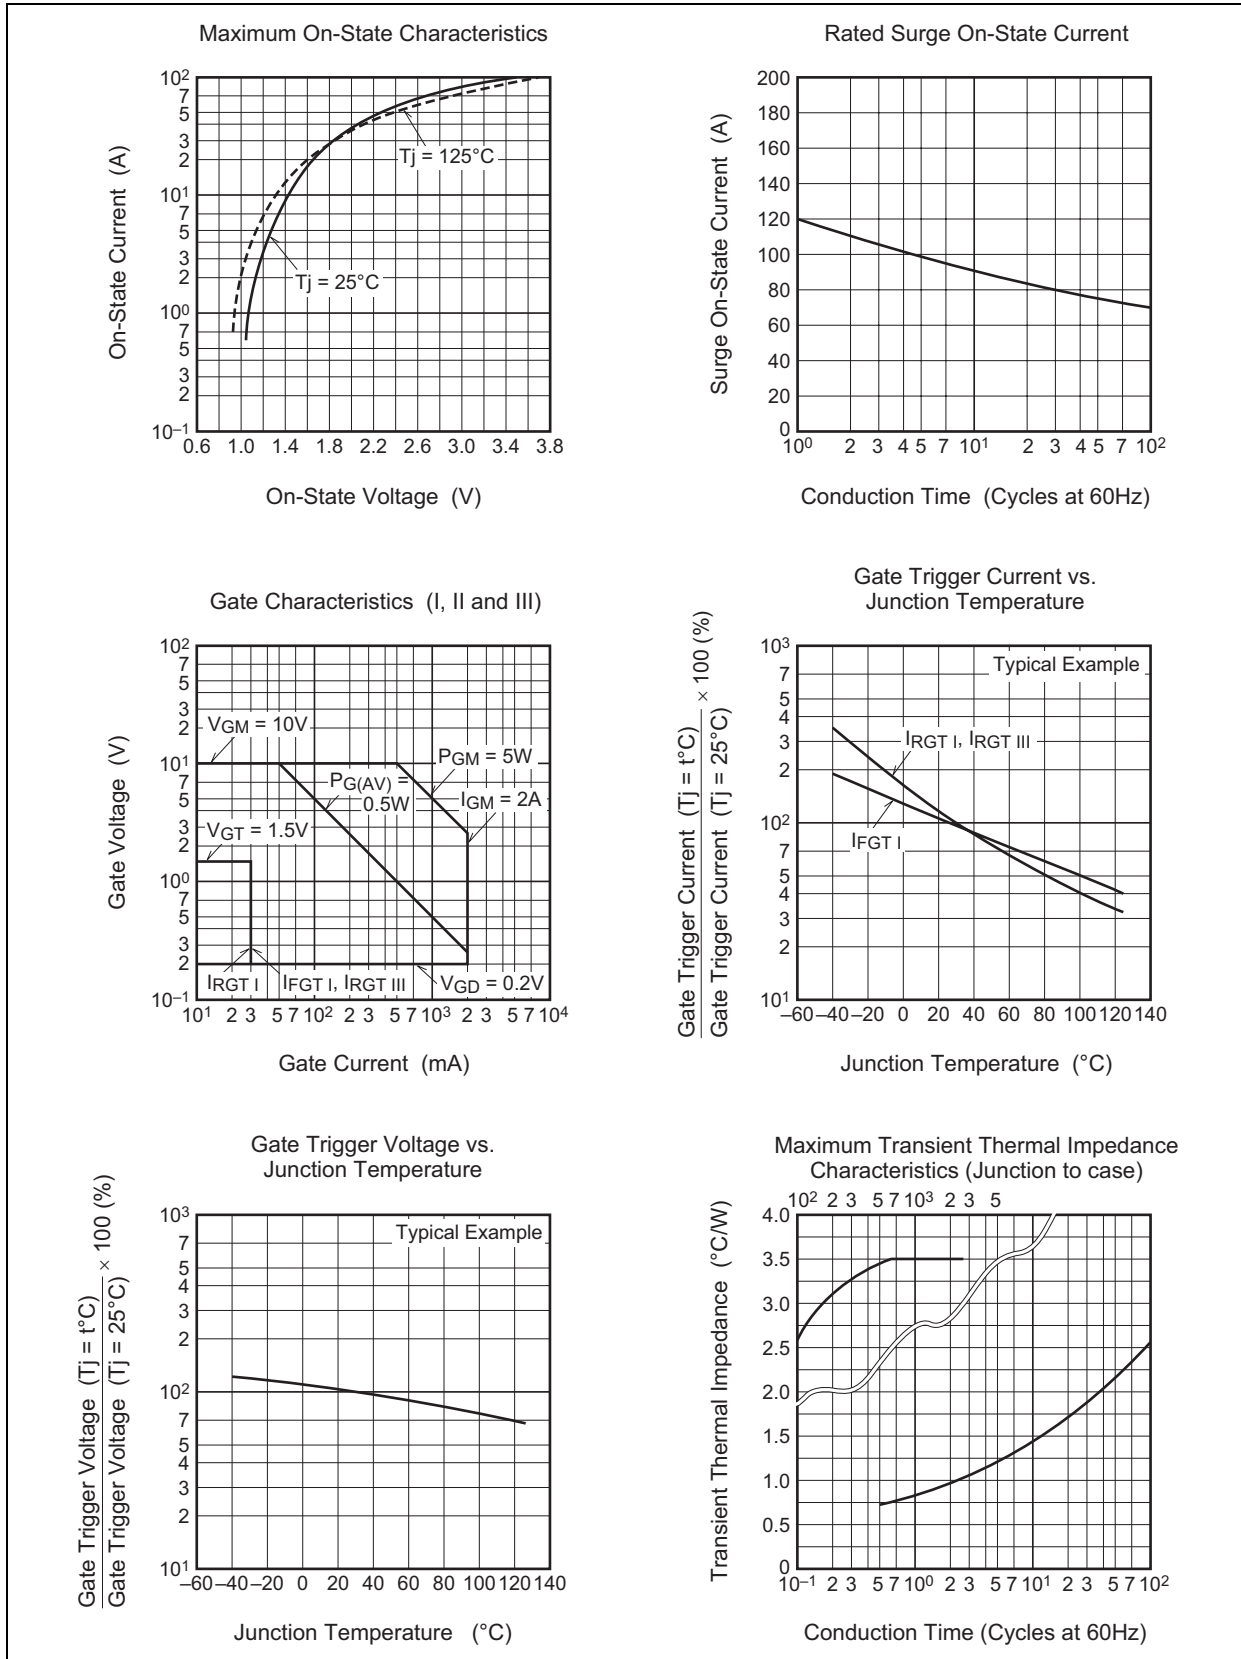 Maximum On-State Characteristics
10² 7 5 3 2 10¹ 7 5 3 2 10⁰ 7 5 3 2 10⁻¹
On-State Current (A)
Tj = 125°C
Tj = 25°C
0.6 1.0 1.4 1.8 2.2 2.6 3.0 3.4 3.8
On-State Voltage (V)
Rated Surge On-State Current
200 180 160 140 120 100 80 60 40 20 0
Surge On-State Current (A)
10⁰ 2 3 4 5 7 10¹ 2 3 4 5 7 10²
Conduction Time (Cycles at 60Hz)
Gate Characteristics (I, II and III)
10² 7 5 3 2 10¹ 7 5 3 2 10⁰ 7 5 3 2 10⁻¹
Gate Voltage (V)
VGM = 10V
PG(AV) =
0.5W
PGM = 5W
IGM = 2A
VGT = 1.5V
IRGT I
IFGT I, IRGT III
VGD = 0.2V
10¹ 2 3 5 7 10² 2 3 5 7 10³ 2 3 5 7 10⁴
Gate Current (mA)
Gate Trigger Current vs.
Junction Temperature
Gate Trigger Current (Tj = t°C)
Gate Trigger Current (Tj = 25°C)
× 100 (%)
10³ 7 5 4 3 2 10² 7 5 4 3 2 10¹
Typical Example
IRGT I, IRGT III
IFGT I
–60 –40 –20 0 20 40 60 80 100 120 140
Junction Temperature (°C)
Gate Trigger Voltage vs.
Junction Temperature
Gate Trigger Voltage (Tj = t°C)
Gate Trigger Voltage (Tj = 25°C)
× 100 (%)
10³ 7 5 4 3 2 10² 7 5 4 3 2 10¹
Typical Example
–60 –40 –20 0 20 40 60 80 100 120 140
Junction Temperature (°C)
Maximum Transient Thermal Impedance
Characteristics (Junction to case)
10² 2 3 5 7 10³ 2 3 5
4.0 3.5 3.0 2.5 2.0 1.5 1.0 0.5 0
Transient Thermal Impedance (°C/W)
10⁻¹ 2 3 5 7 10⁰ 2 3 5 7 10¹ 2 3 5 7 10²
Conduction Time (Cycles at 60Hz)